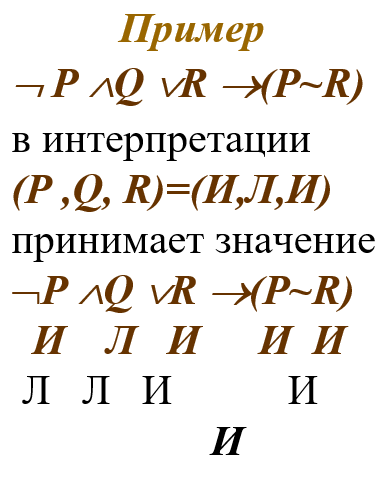 Пример
¬ P ∧Q ∨R →(P~R)
в интерпретации
(P ,Q, R)=(И,Л,И)
принимает значение
¬P ∧Q ∨R →(P~R)
И Л И И И
Л Л И И
И